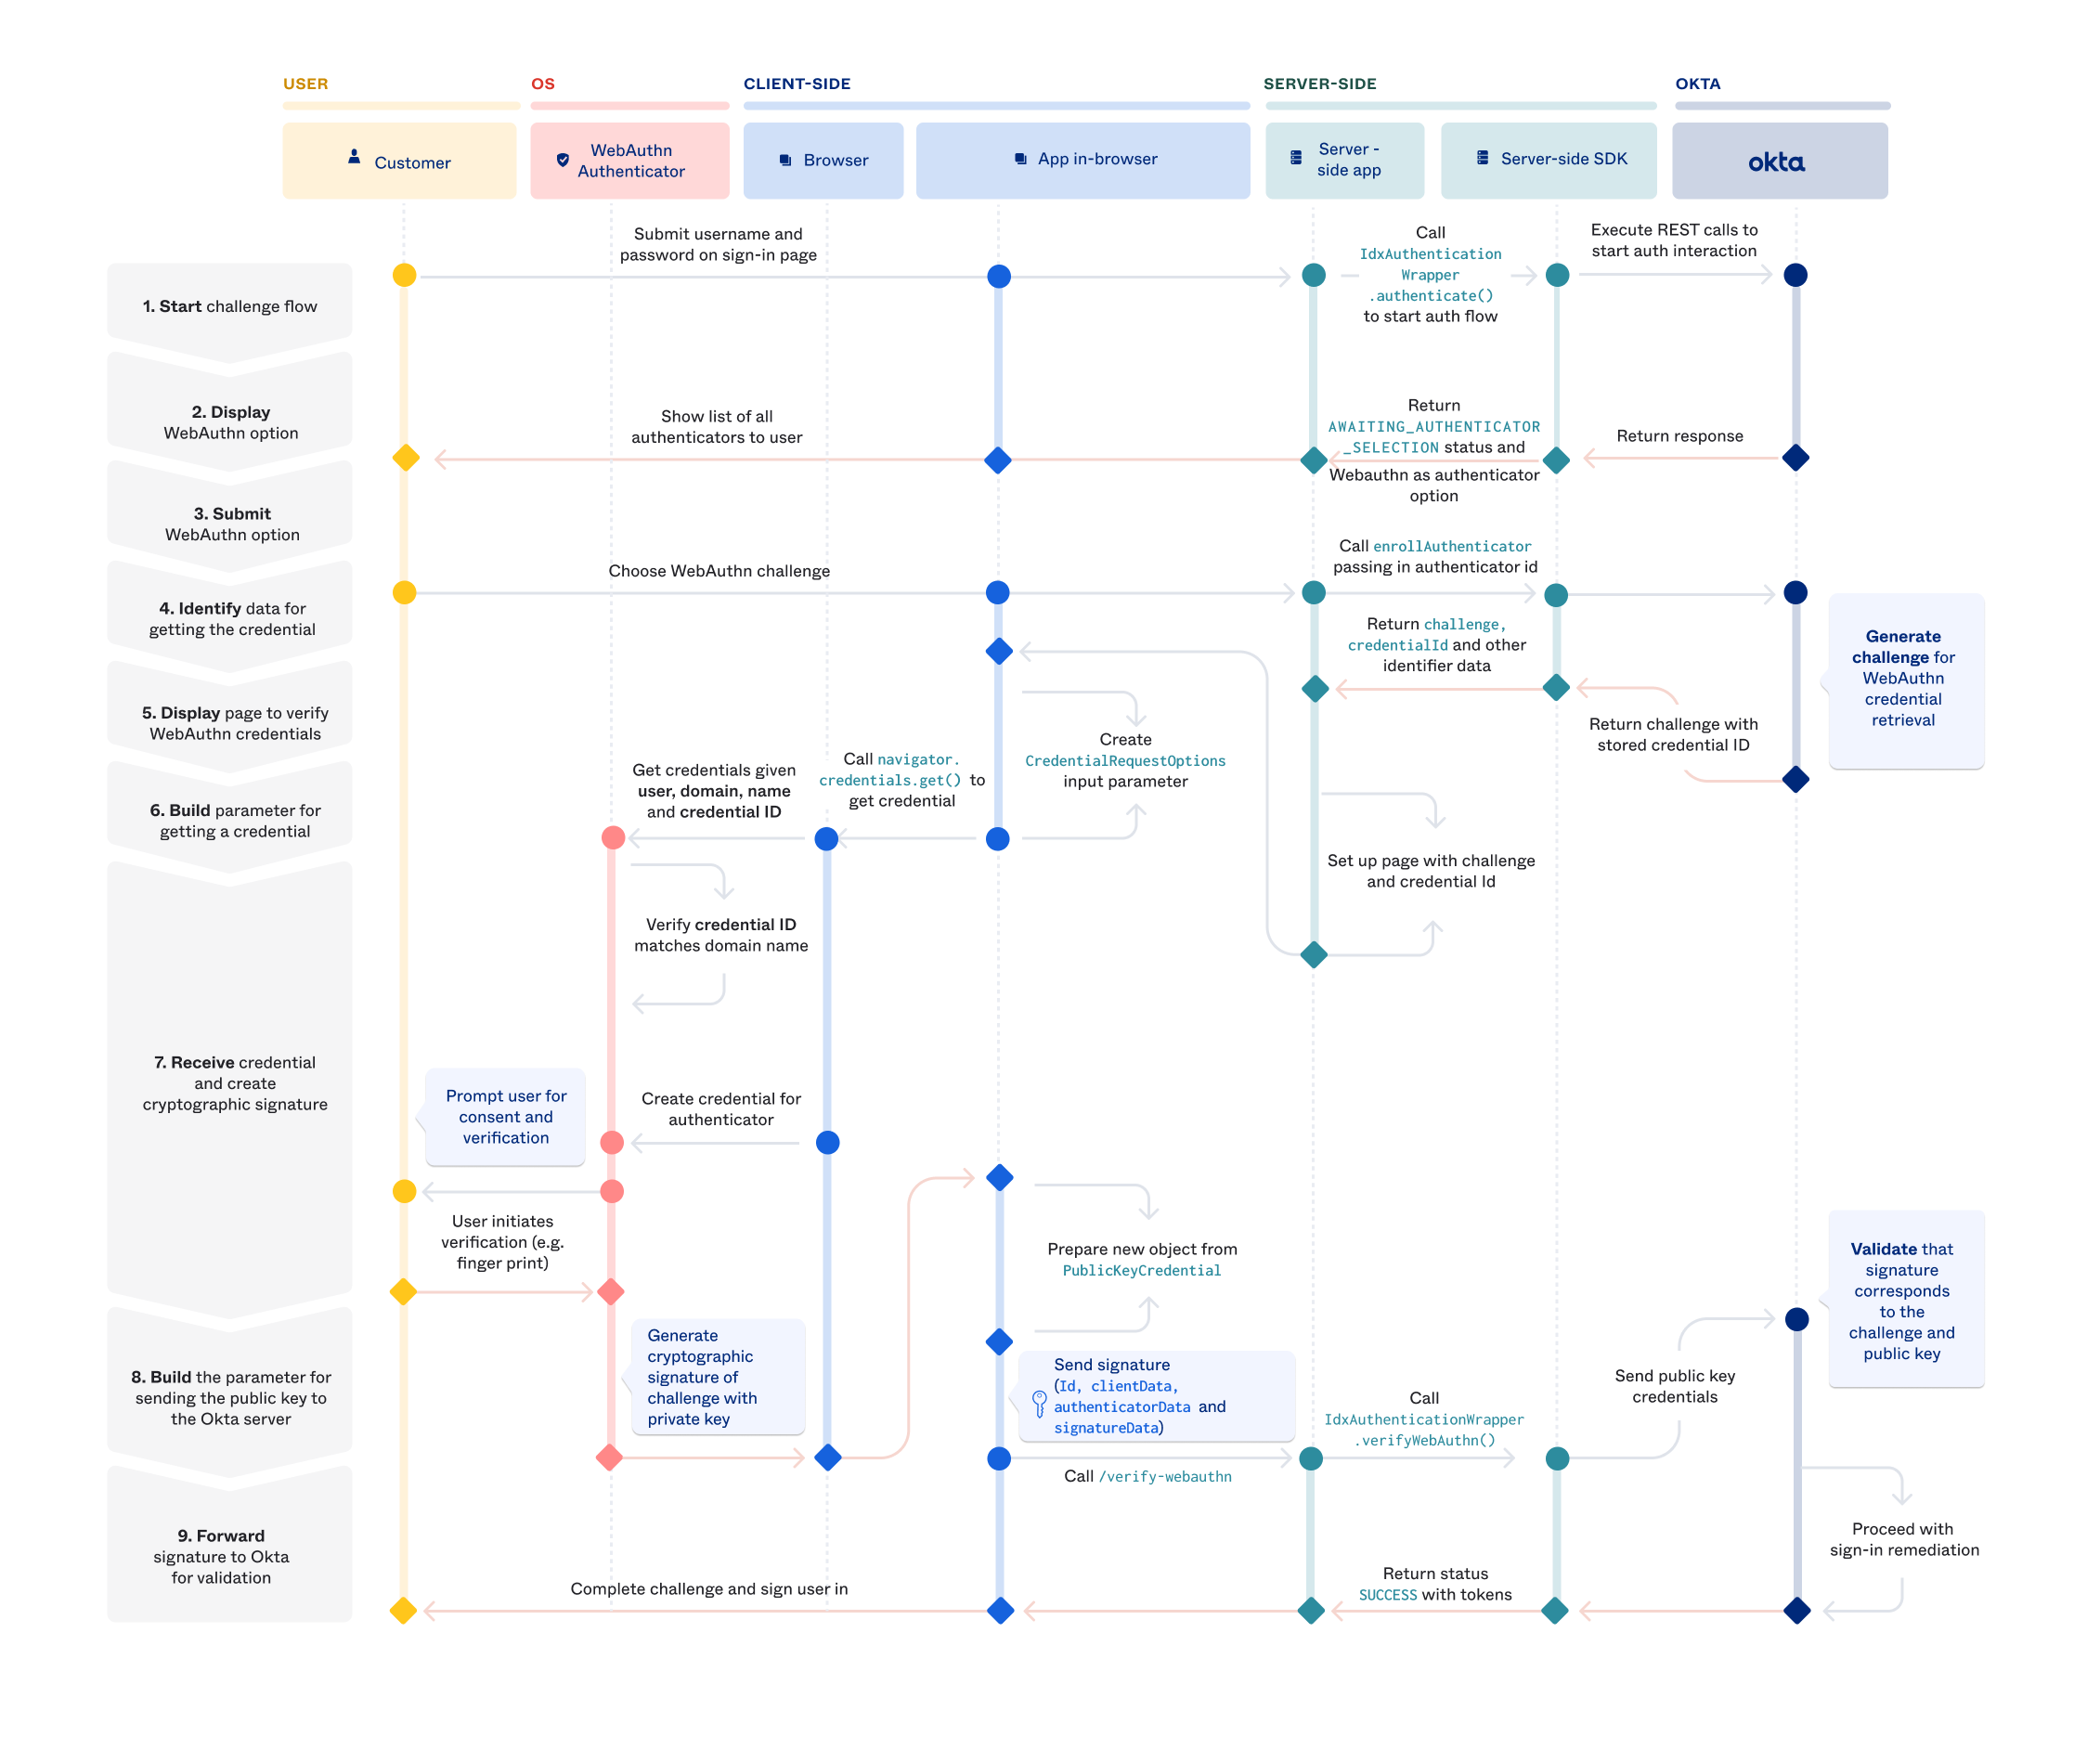 USER
OS
CLIENT-SIDE
SERVER-SIDE
OKTA
Customer
WebAuthn
Authenticator
Browser
App in-browser
Server -
side app
Server-side SDK
okta
1. Start challenge flow
Submit username and
password on sign-in page
Call
IdxAuthentication
Wrapper
.authenticate()
to start auth flow
Execute REST calls to
start auth interaction
2. Display
WebAuthn option
Show list of all
authenticators to user
Return
AWAITING_AUTHENTICATOR
_SELECTION status and
Webauthn as authenticator
option
Return response
3. Submit
WebAuthn option
Choose WebAuthn challenge
Call enrollAuthenticator
passing in authenticator id
4. Identify data for
getting the credential
Return challenge,
credentialId and other
identifier data
Generate
challenge for
WebAuthn
credential
retrieval
5. Display page to verify
WebAuthn credentials
Return challenge with
stored credential ID
Create
CredentialRequestOptions
input parameter
Call navigator.
credentials.get() to
get credential
Get credentials given
user, domain, name
and credential ID
6. Build parameter for
getting a credential
Set up page with challenge
and credential Id
Verify credential ID
matches domain name
7. Receive credential
and create
cryptographic signature
Prompt user for
consent and
verification
Create credential for
authenticator
User initiates
verification (e.g.
finger print)
Prepare new object from
PublicKeyCredential
Validate that
signature
corresponds
to the
challenge and
public key
8. Build the parameter for
sending the public key to
the Okta server
Generate
cryptographic
signature of
challenge with
private key
Send signature
(Id, clientData,
authenticatorData and
signatureData)
Call /verify-webauthn
Call
IdxAuthenticationWrapper
.verifyWebAuthn()
Send public key
credentials
9. Forward
signature to Okta
for validation
Proceed with
sign-in remediation
Complete challenge and sign user in
Return status
SUCCESS with tokens